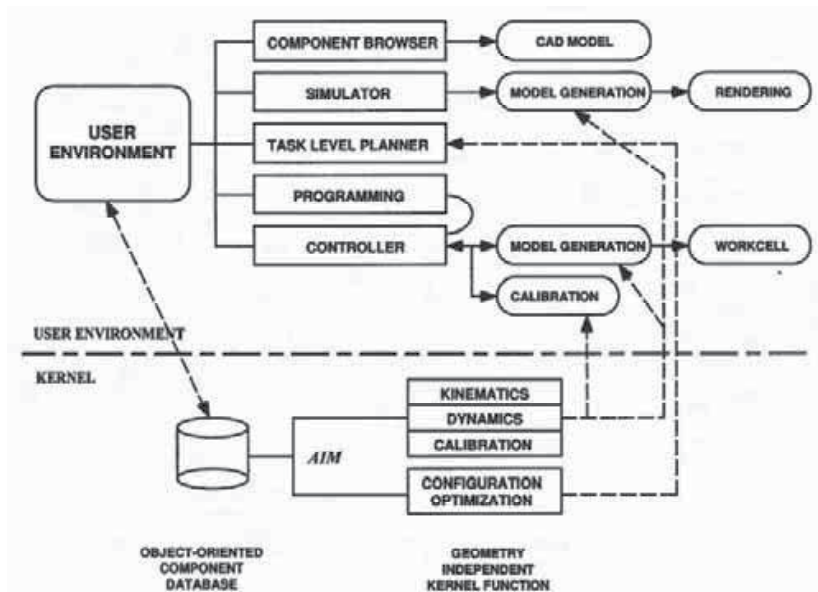 COMPONENT BROWSER
CAD MODEL
SIMULATOR
MODEL GENERATION
RENDERING
USER
ENVIRONMENT
TASK LEVEL PLANNER
PROGRAMMING
CONTROLLER
MODEL GENERATION
WORKCELL
CALIBRATION
USER ENVIRONMENT
KERNEL
KINEMATICS
DYNAMICS
CALIBRATION
AIM
CONFIGURATION
OPTIMIZATION
OBJECT-ORIENTED
COMPONENT
DATABASE
GEOMETRY
INDEPENDENT
KERNEL FUNCTION